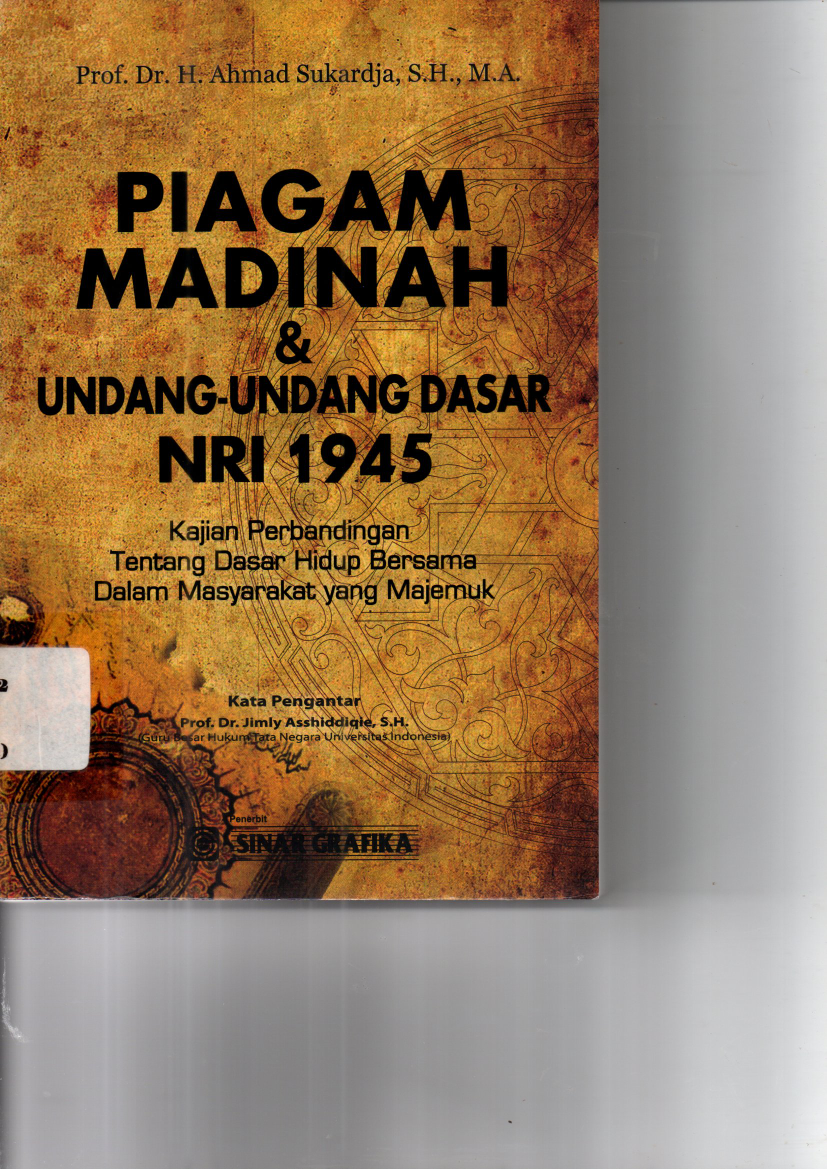 Prof. Dr. H. Ahmad Sukardja, S.H., M.A.
PIAGAM
MADINAH
&
UNDANG-UNDANG DASAR
NRI 1945
Kajian Perbandingan
Tentang Dasar Hidup Bersama
Dalam Masyarakat yang Majemuk
2
)
Kata Pengantar
Prof. Dr. Jimly Asshiddiqie, S.H.
(Guru Besar Hukum Tata Negara Universitas Indonesia)
Penerbit
SINAR GRAFIKA